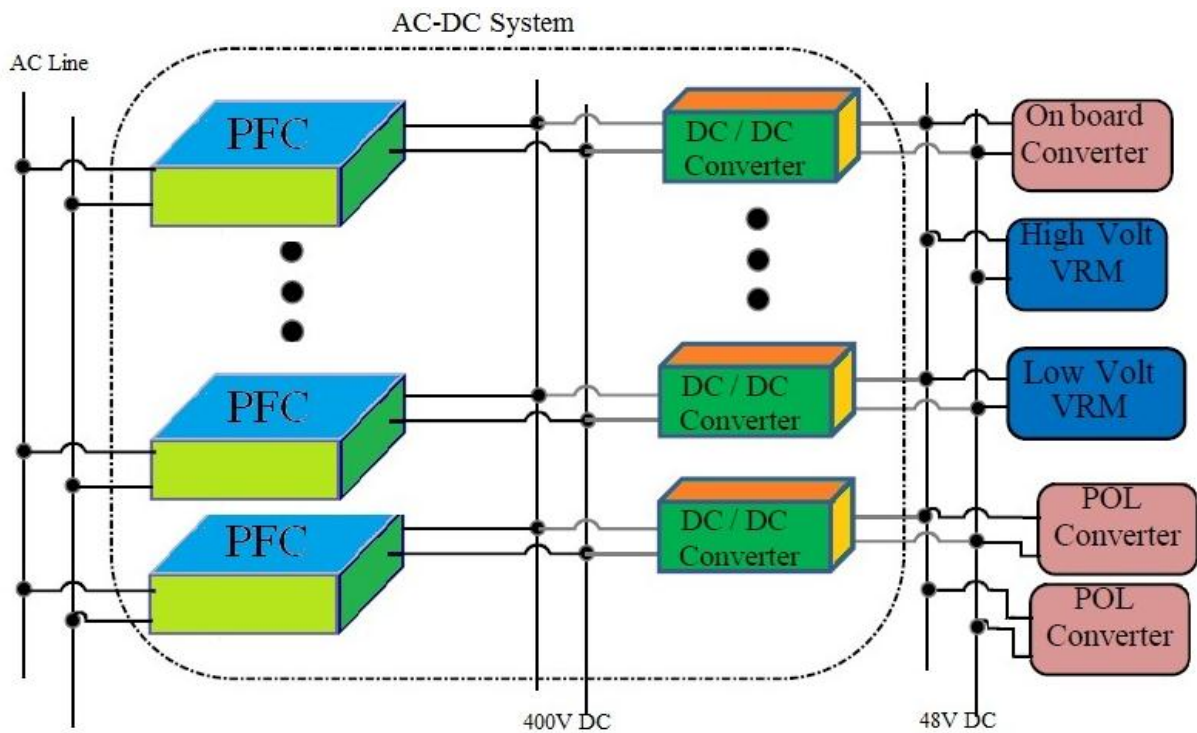 AC-DC System
AC Line
PFC
DC / DC
Converter
On board
Converter
High Volt
VRM
PFC
DC / DC
Converter
Low Volt
VRM
PFC
DC / DC
Converter
POL
Converter
POL
Converter
400V DC
48V DC